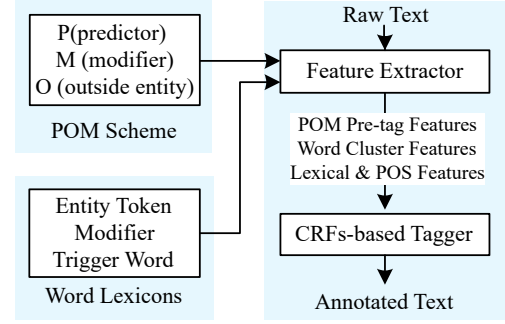 P(predictor)
M (modifier)
O (outside entity)
POM Scheme
Entity Token
Modifier
Trigger Word
Word Lexicons
Raw Text
Feature Extractor
POM Pre-tag Features
Word Cluster Features
Lexical & POS Features
CRFs-based Tagger
Annotated Text